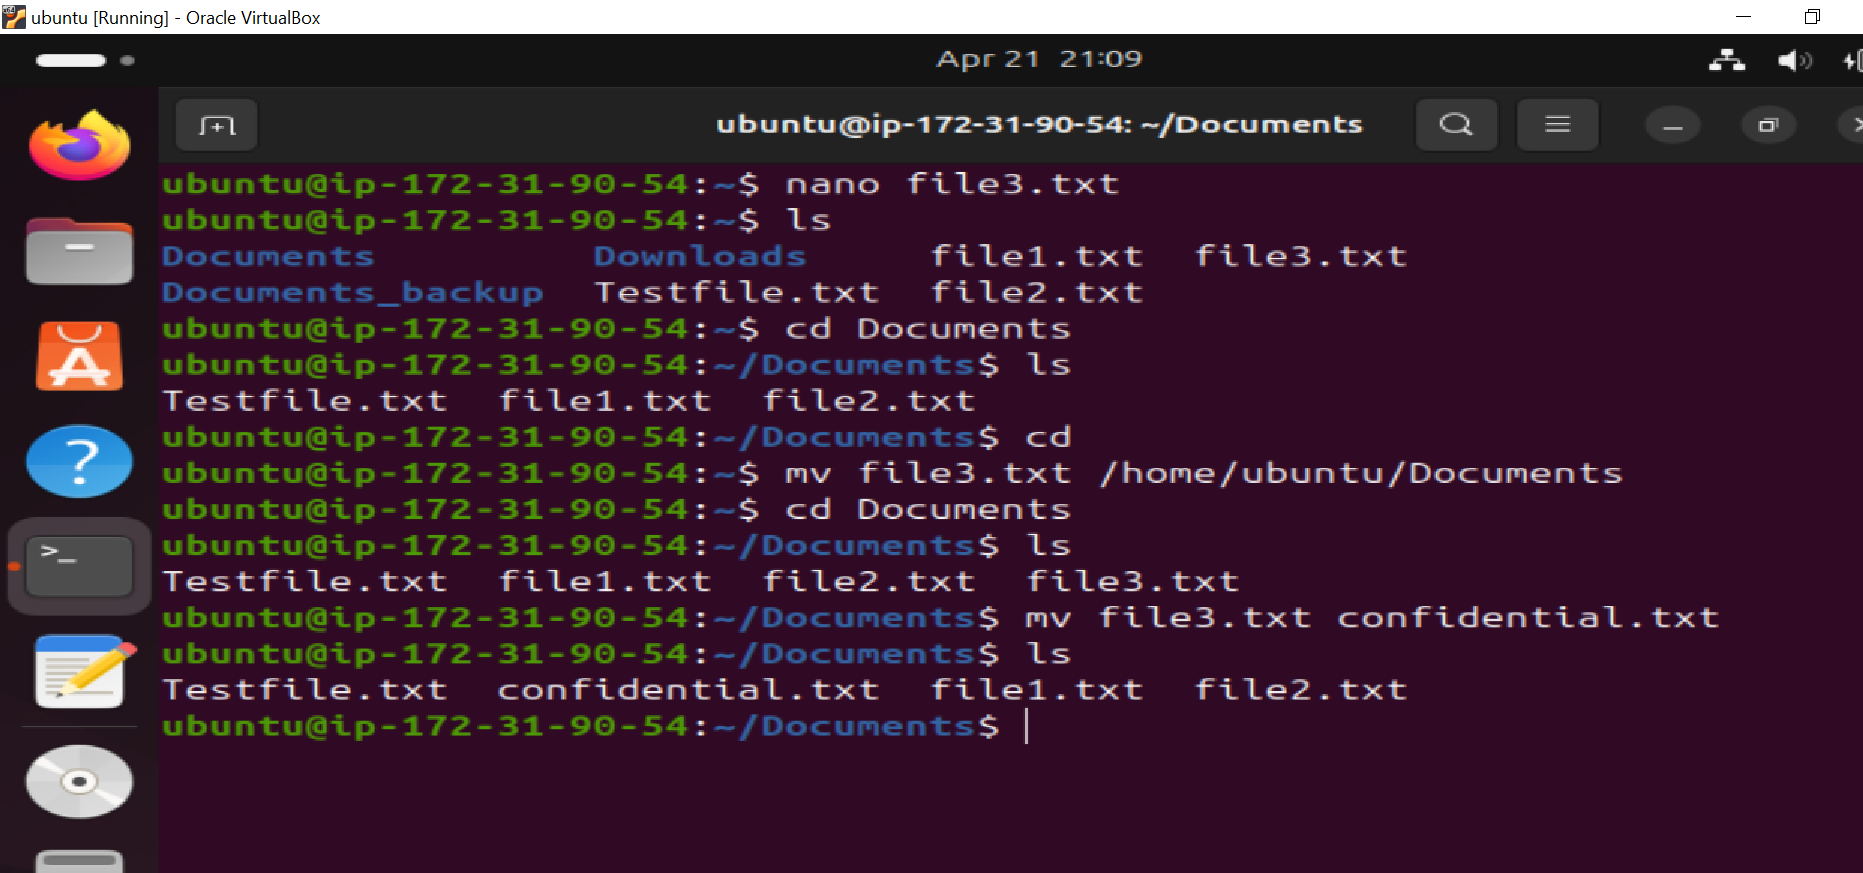 ubuntu [Running] - Oracle VirtualBox
Apr 21 21:09
ubuntu@ip-172-31-90-54: ~/Documents
ubuntu@ip-172-31-90-54:~$ nano file3.txt
ubuntu@ip-172-31-90-54:~$ ls
Documents Downloads file1.txt file3.txt
Documents_backup Testfile.txt file2.txt
ubuntu@ip-172-31-90-54:~$ cd Documents
ubuntu@ip-172-31-90-54:~/Documents$ ls
Testfile.txt file1.txt file2.txt
ubuntu@ip-172-31-90-54:~/Documents$ cd
ubuntu@ip-172-31-90-54:~$ mv file3.txt /home/ubuntu/Documents
ubuntu@ip-172-31-90-54:~$ cd Documents
ubuntu@ip-172-31-90-54:~/Documents$ ls
Testfile.txt file1.txt file2.txt file3.txt
ubuntu@ip-172-31-90-54:~/Documents$ mv file3.txt confidential.txt
ubuntu@ip-172-31-90-54:~/Documents$ ls
Testfile.txt confidential.txt file1.txt file2.txt
ubuntu@ip-172-31-90-54:~/Documents$